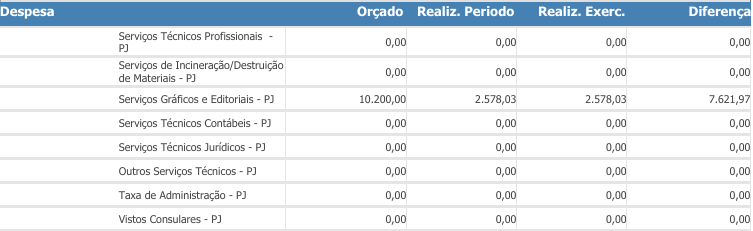 Despesa Orçado Realiz. Periodo Realiz. Exerc. Diferença
Serviços Técnicos Profissionais -
PJ 0,00 0,00 0,00 0,00
Serviços de Incineração/Destruição
de Materiais - PJ 0,00 0,00 0,00 0,00
Serviços Gráficos e Editoriais - PJ 10.200,00 2.578,03 2.578,03 7.621,97
Serviços Técnicos Contábeis - PJ 0,00 0,00 0,00 0,00
Serviços Técnicos Jurídicos - PJ 0,00 0,00 0,00 0,00
Outros Serviços Técnicos - PJ 0,00 0,00 0,00 0,00
Taxa de Administração - PJ 0,00 0,00 0,00 0,00
Vistos Consulares - PJ 0,00 0,00 0,00 0,00